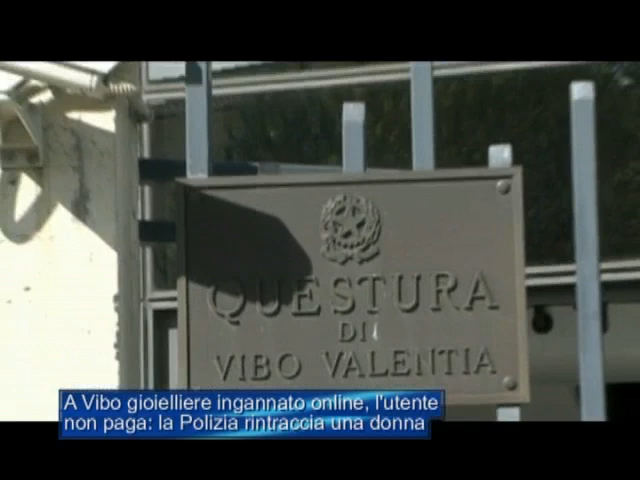 QUESTURA
DI
VIBO VALENTIA
A Vibo gioielliere ingannato online, l'utente
non paga: la Polizia rintraccia una donna